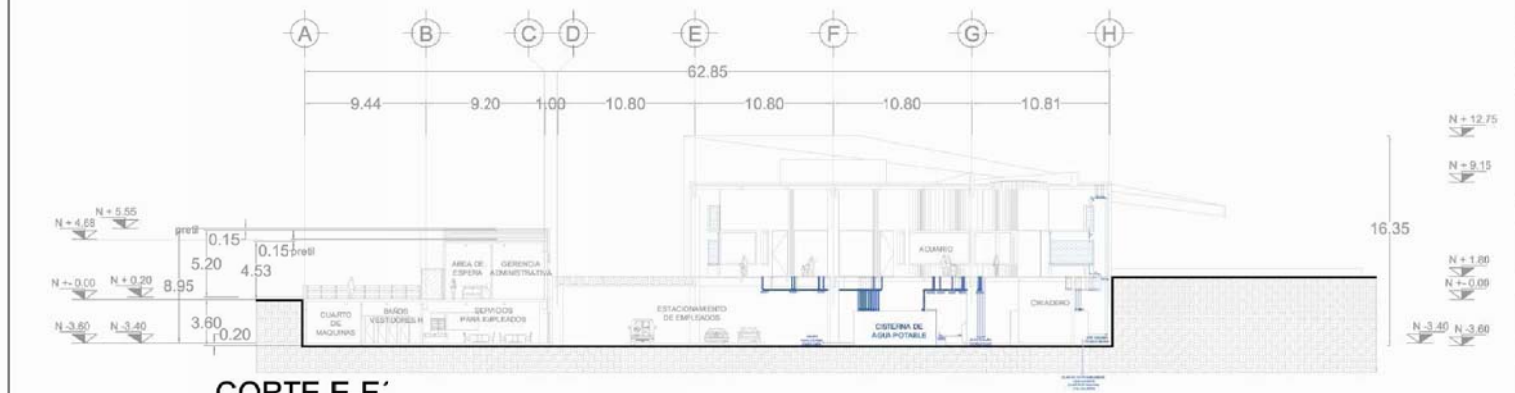 A B C D E F G H
62.85
9.44 9.20 1.00 10.80 10.80 10.80 10.81
N + 12.75
N + 9.15
N + 5.55
N + 4.68
pretil
0.15
0.15 pretil
5.20
4.53
8.95
16.35
ÁREA DE
ESPERA
GERENCIA
ADMINISTRATIVA
ACUARIO
N + 1.80
N +- 0.00
N +- 0.00
N + 0.20
CUARTO
DE
MAQUINAS
BAÑOS
VESTIDORES H
SERVICIOS
PARA EMPLEADOS
ESTACIONAMIENTO
DE EMPLEADOS
CISTERNA DE
AGUA POTABLE
CRIADERO
3.60
0.20
N -3.60
N -3.40
N -3.40
N -3.60
CORTE E E´